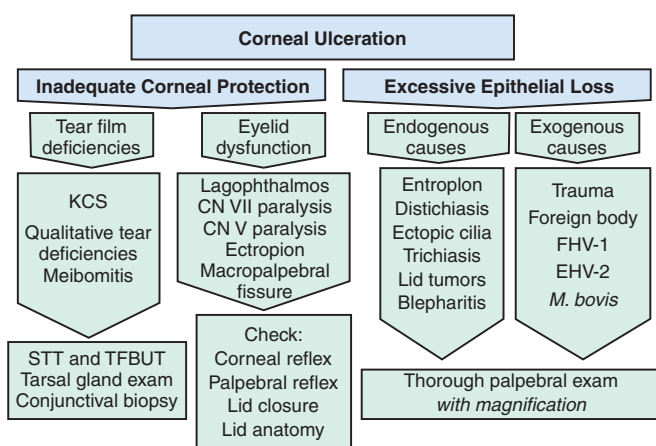 Corneal Ulceration
Inadequate Corneal Protection
Excessive Epithelial Loss
Tear film
deficiencies
Eyelid
dysfunction
Endogenous
causes
Exogenous
causes
KCS
Qualitative tear
deficiencies
Meibomitis
Lagophthalmos
CN VII paralysis
CN V paralysis
Ectropion
Macropalpebral
fissure
Entroplon
Distichiasis
Ectopic cilia
Trichiasis
Lid tumors
Blepharitis
Trauma
Foreign body
FHV-1
EHV-2
M. bovis
STT and TFBUT
Tarsal gland exam
Conjunctival biopsy
Check:
Corneal reflex
Palpebral reflex
Lid closure
Lid anatomy
Thorough palpebral exam
with magnification